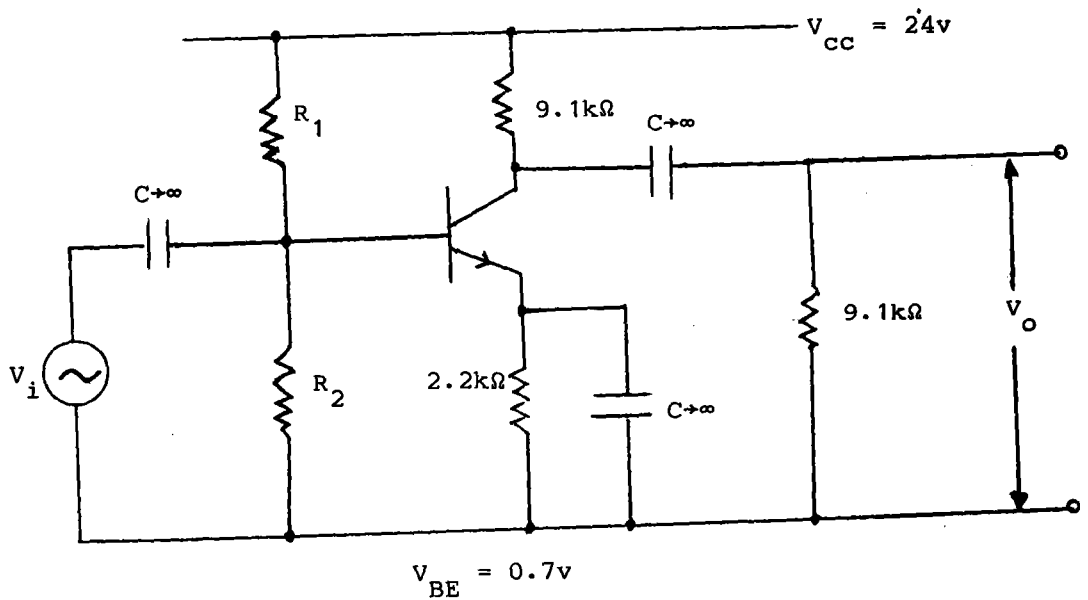 V_CC = 24v
R_1
9.1kΩ
C→∞
C→∞
9.1kΩ
V_o
V_i
R_2
2.2kΩ
C→∞
V_BE = 0.7v